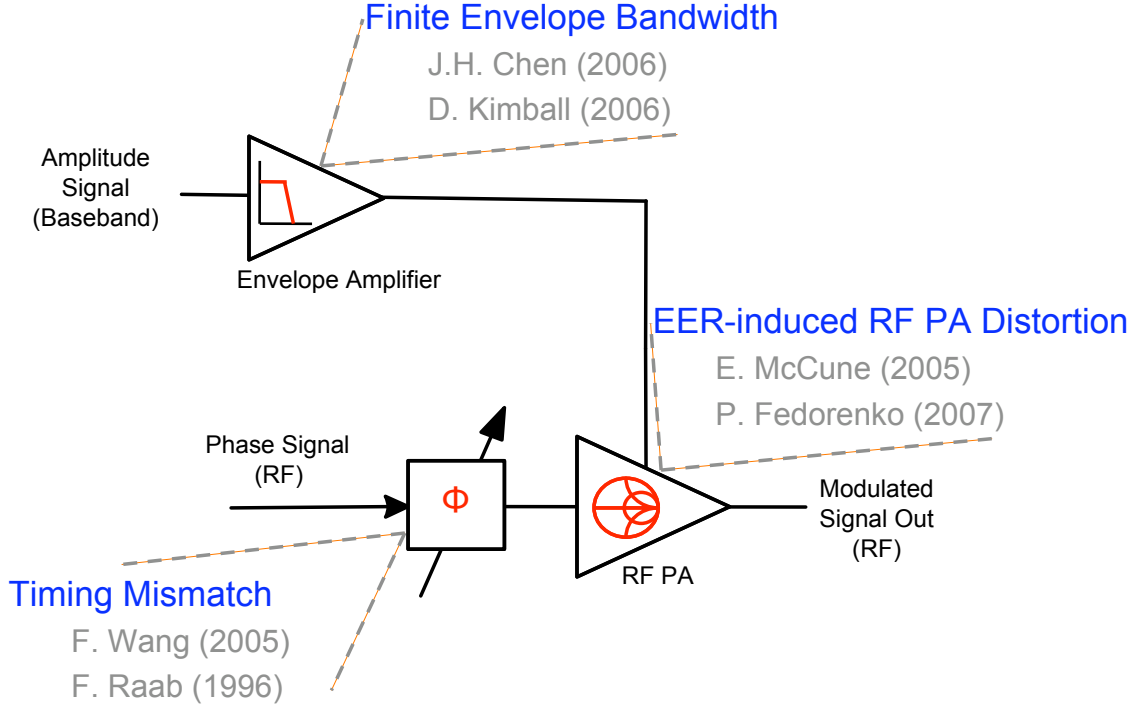 Finite Envelope Bandwidth
J.H. Chen (2006)
D. Kimball (2006)
Amplitude
Signal
(Baseband)
Envelope Amplifier
EER-induced RF PA Distortion
E. McCune (2005)
P. Fedorenko (2007)
Phase Signal
(RF)
Φ
Modulated
Signal Out
(RF)
RF PA
Timing Mismatch
F. Wang (2005)
F. Raab (1996)